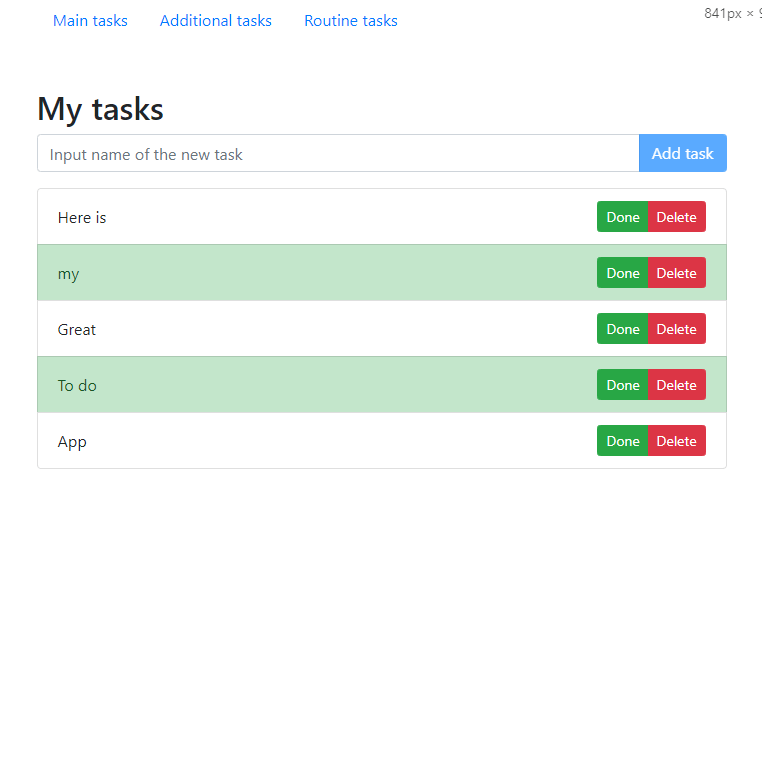 Main tasks Additional tasks Routine tasks
841px ×
My tasks
Input name of the new task Add task
Here is Done Delete
my Done Delete
Great Done Delete
To do Done Delete
App Done Delete